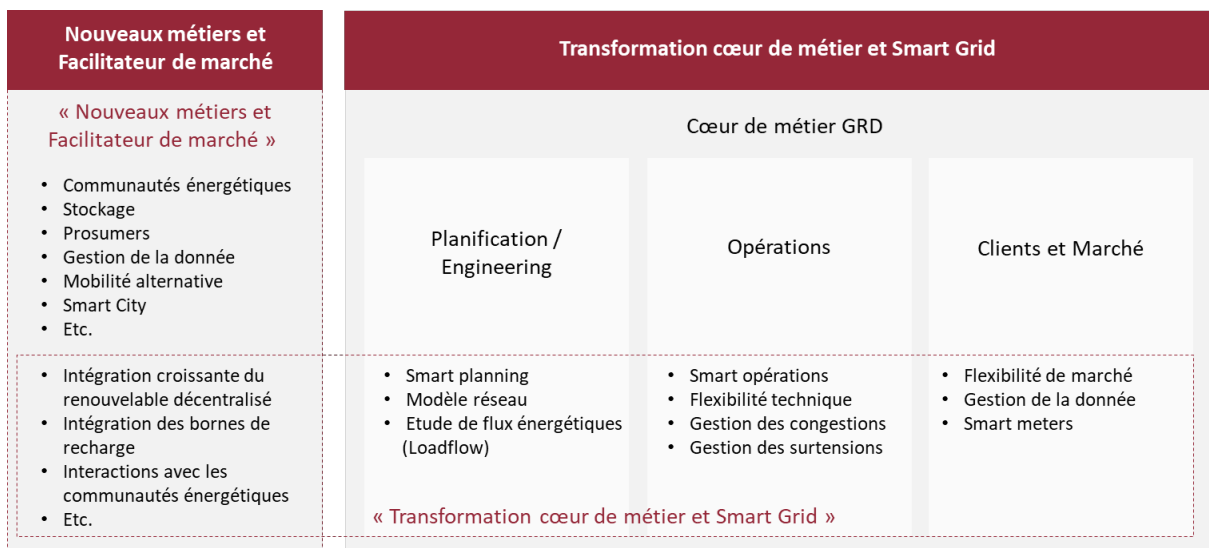 Nouveaux métiers et
Facilitateur de marché
Transformation cœur de métier et Smart Grid
« Nouveaux métiers et
Facilitateur de marché »
• Communautés énergétiques
• Stockage
• Prosumers
• Gestion de la donnée
• Mobilité alternative
• Smart City
• Etc.
• Intégration croissante du
renouvelable décentralisé
• Intégration des bornes de
recharge
• Interactions avec les
communautés énergétiques
• Etc.
Cœur de métier GRD
Planification /
Engineering
• Smart planning
• Modèle réseau
• Etude de flux énergétiques
(Loadflow)
Opérations
• Smart opérations
• Flexibilité technique
• Gestion des congestions
• Gestion des surtensions
Clients et Marché
• Flexibilité de marché
• Gestion de la donnée
• Smart meters
« Transformation cœur de métier et Smart Grid »